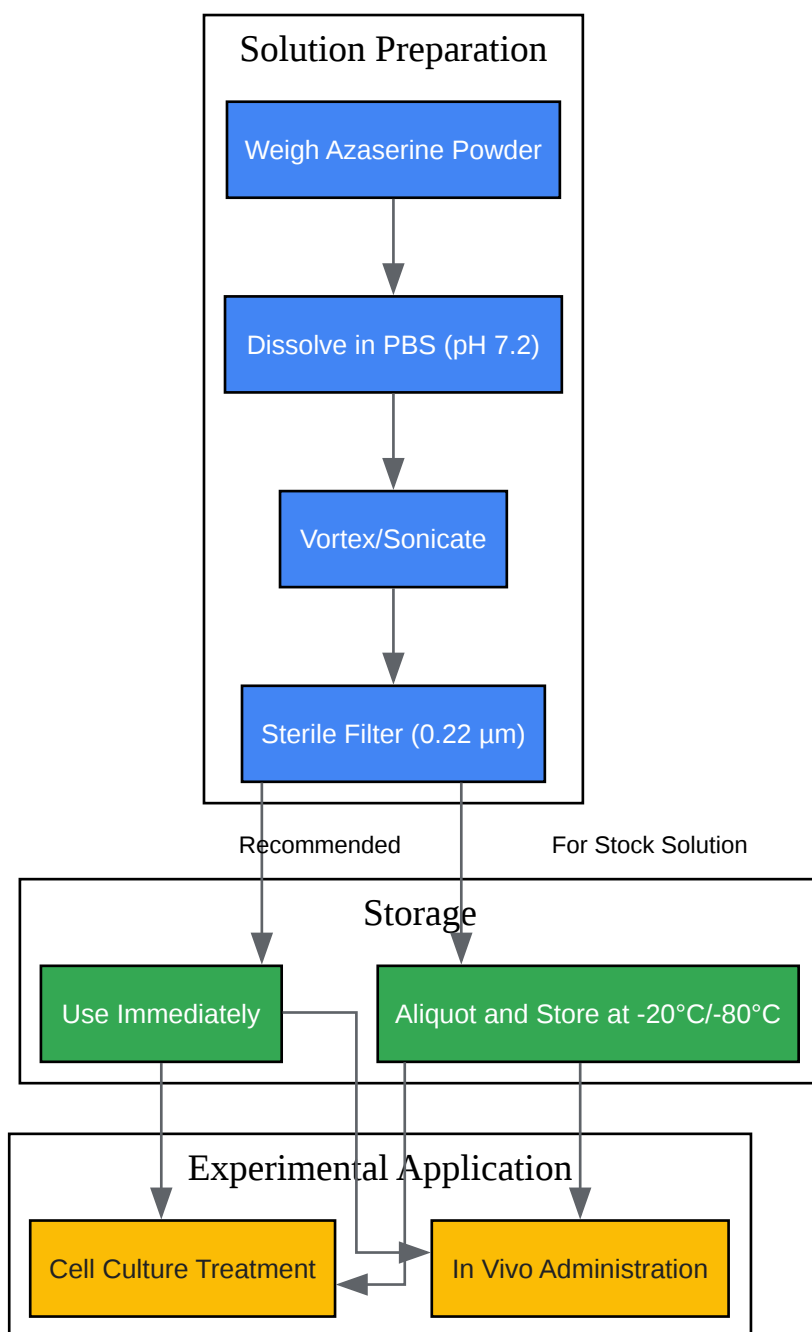 Solution Preparation
Weigh Azaserine Powder
Dissolve in PBS (pH 7.2)
Vortex/Sonicate
Sterile Filter (0.22 µm)
Recommended
For Stock Solution
Storage
Use Immediately
Aliquot and Store at -20°C/-80°C
Experimental Application
Cell Culture Treatment
In Vivo Administration